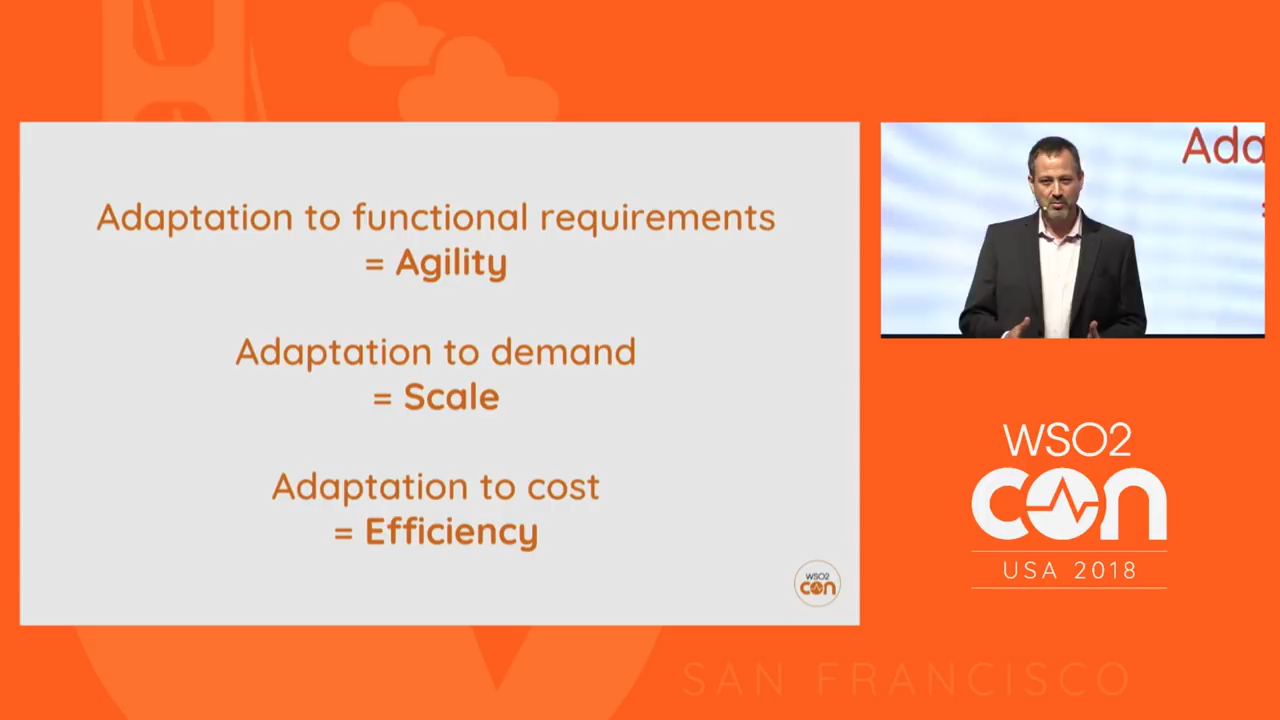 Adaptation to functional requirements
= Agility
Adaptation to demand
= Scale
Adaptation to cost
= Efficiency
WSO2
con
Ada
WSO2
con
USA 2018
SAN FRANCISCO